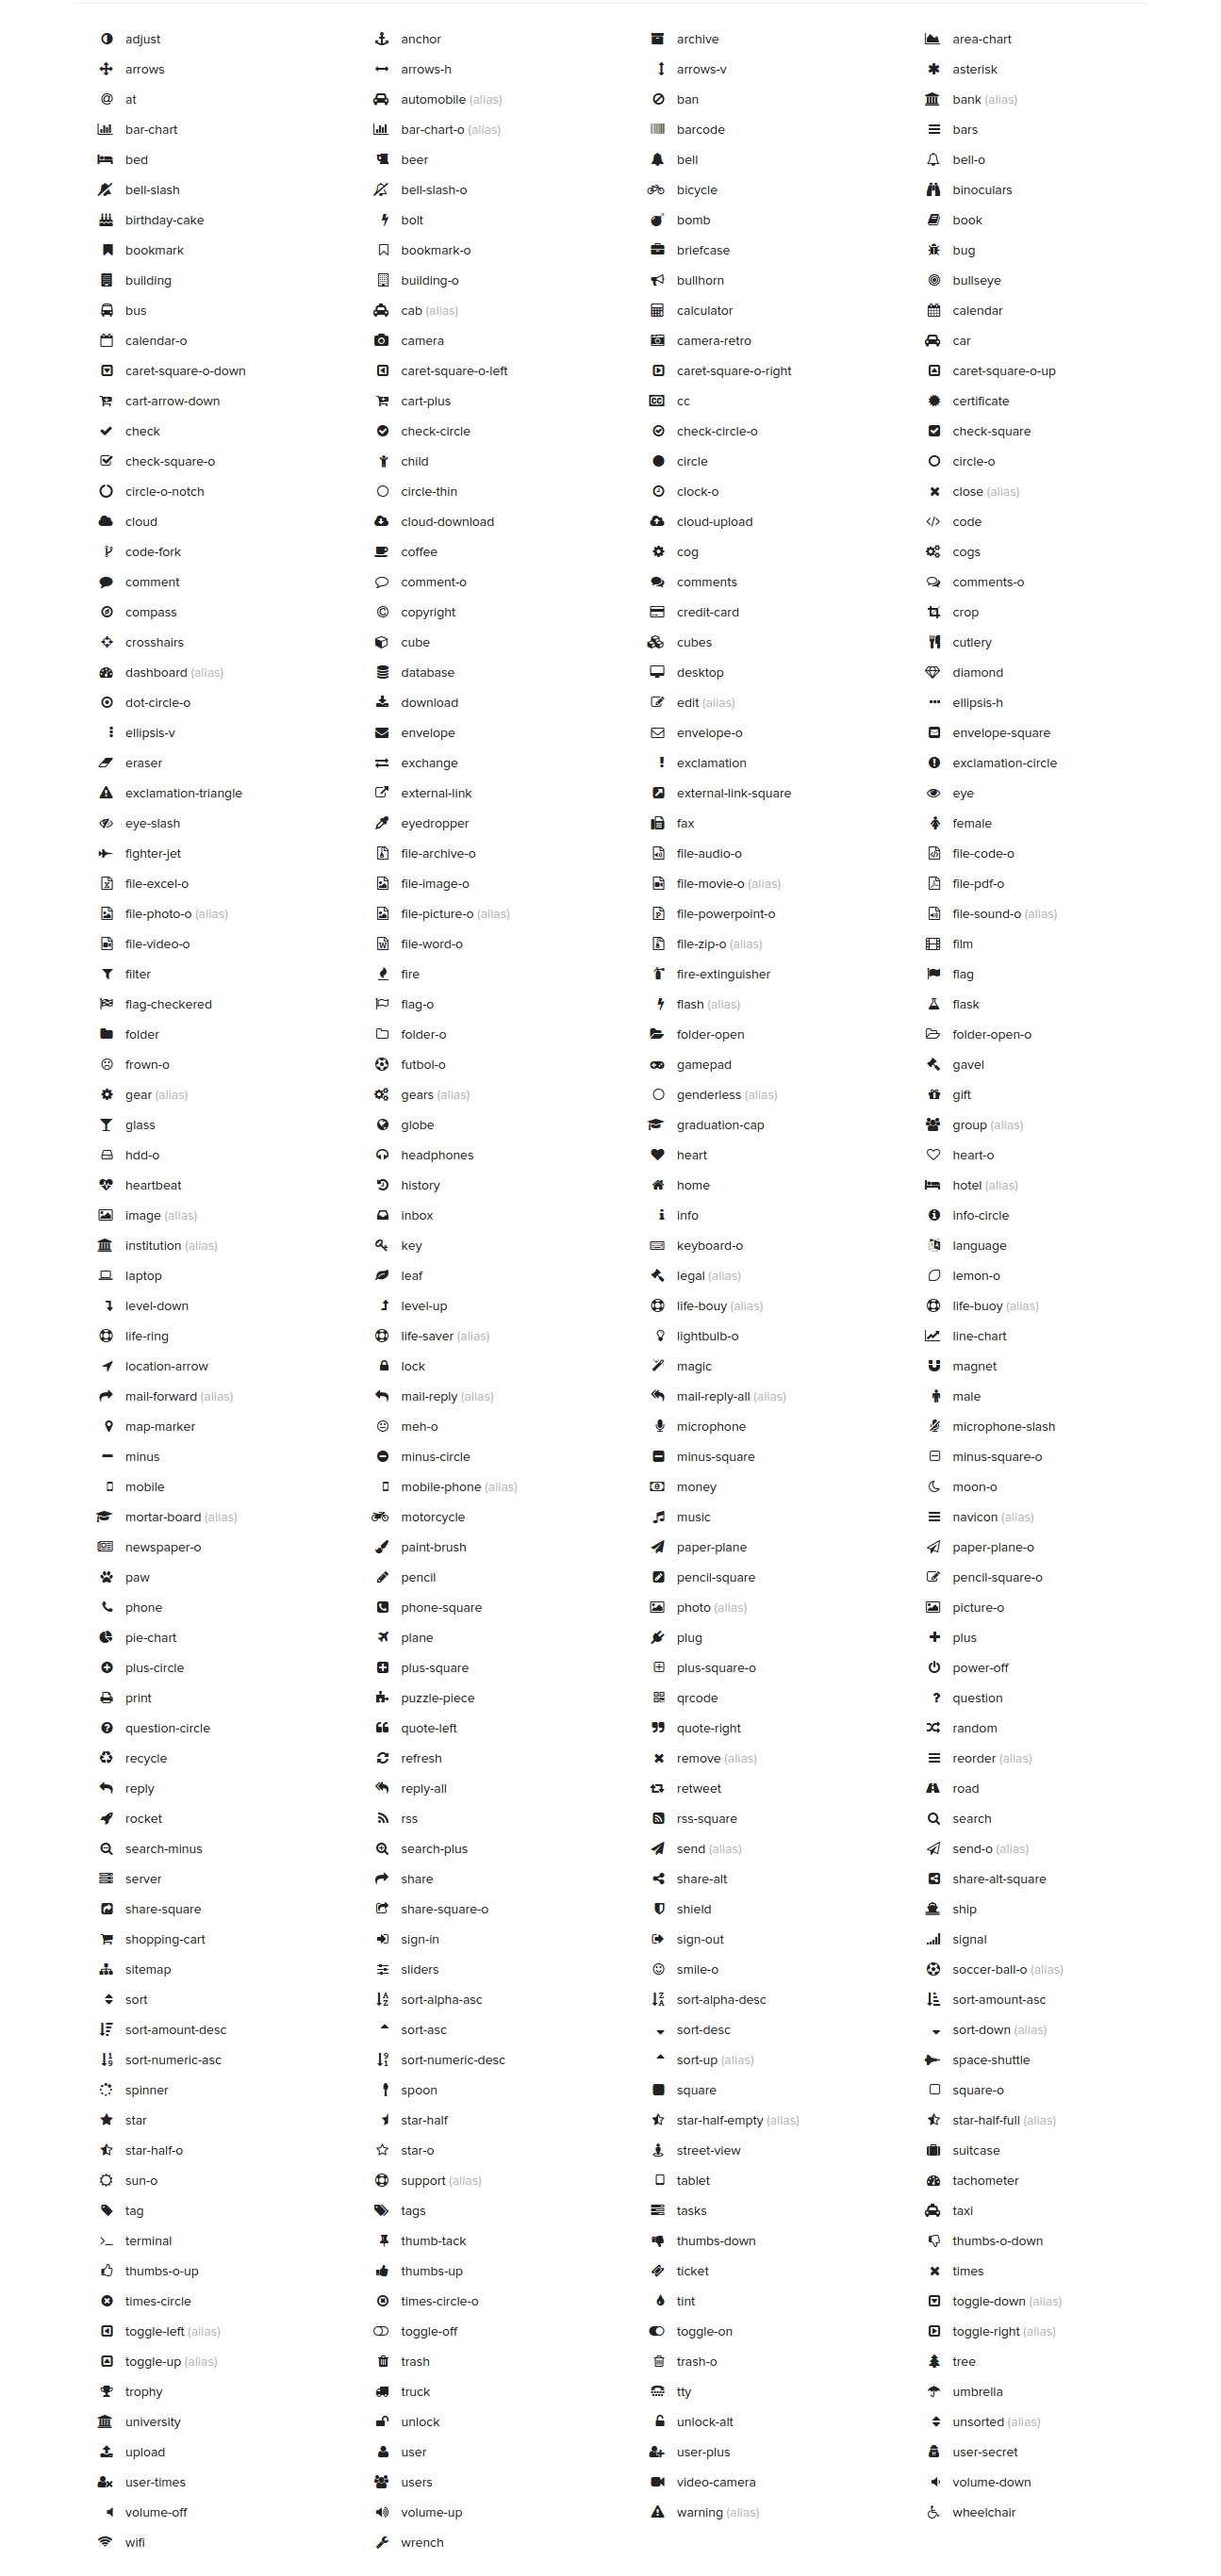 adjust anchor archive area-chart
arrows arrows-h arrows-v asterisk
at automobile (alias) ban bank (alias)
bar-chart bar-chart-o (alias) barcode bars
bed beer bell bell-o
bell-slash bell-slash-o bicycle binoculars
birthday-cake bolt bomb book
bookmark bookmark-o briefcase bug
building building-o bullhorn bullseye
bus cab (alias) calculator calendar
calendar-o camera camera-retro car
caret-square-o-down caret-square-o-left caret-square-o-right caret-square-o-up
cart-arrow-down cart-plus cc certificate
check check-circle check-circle-o check-square
check-square-o child circle circle-o
circle-o-notch circle-thin clock-o close (alias)
cloud cloud-download cloud-upload code
code-fork coffee cog cogs
comment comment-o comments comments-o
compass copyright credit-card crop
crosshairs cube cubes cutlery
dashboard (alias) database desktop diamond
dot-circle-o download edit (alias) ellipsis-h
ellipsis-v envelope envelope-o envelope-square
eraser exchange exclamation exclamation-circle
exclamation-triangle external-link external-link-square eye
eye-slash eyedropper fax female
fighter-jet file-archive-o file-audio-o file-code-o
file-excel-o file-image-o file-movie-o (alias) file-pdf-o
file-photo-o (alias) file-picture-o (alias) file-powerpoint-o file-sound-o (alias)
file-video-o file-word-o file-zip-o (alias) film
filter fire fire-extinguisher flag
flag-checkered flag-o flash (alias) flask
folder folder-o folder-open folder-open-o
frown-o futbol-o gamepad gavel
gear (alias) gears (alias) genderless (alias) gift
glass globe graduation-cap group (alias)
hdd-o headphones heart heart-o
heartbeat history home hotel (alias)
image (alias) inbox info info-circle
institution (alias) key keyboard-o language
laptop leaf legal (alias) lemon-o
level-down level-up life-bouy (alias) life-buoy (alias)
life-ring life-saver (alias) lightbulb-o line-chart
location-arrow lock magic magnet
mail-forward (alias) mail-reply (alias) mail-reply-all (alias) male
map-marker meh-o microphone microphone-slash
minus minus-circle minus-square minus-square-o
mobile mobile-phone (alias) money moon-o
mortar-board (alias) motorcycle music navicon (alias)
newspaper-o paint-brush paper-plane paper-plane-o
paw pencil pencil-square pencil-square-o
phone phone-square photo (alias) picture-o
pie-chart plane plug plus
plus-circle plus-square plus-square-o power-off
print puzzle-piece qrcode question
question-circle quote-left quote-right random
recycle refresh remove (alias) reorder (alias)
reply reply-all retweet road
rocket rss rss-square search
search-minus search-plus send (alias) send-o (alias)
server share share-alt share-alt-square
share-square share-square-o shield ship
shopping-cart sign-in sign-out signal
sitemap sliders smile-o soccer-ball-o (alias)
sort sort-alpha-asc sort-alpha-desc sort-amount-asc
sort-amount-desc sort-asc sort-desc sort-down (alias)
sort-numeric-asc sort-numeric-desc sort-up (alias) space-shuttle
spinner spoon square square-o
star star-half star-half-empty (alias) star-half-full (alias)
star-half-o star-o street-view suitcase
sun-o support (alias) tablet tachometer
tag tags tasks taxi
terminal thumb-tack thumbs-down thumbs-o-down
thumbs-o-up thumbs-up ticket times
times-circle times-circle-o tint toggle-down (alias)
toggle-left (alias) toggle-off toggle-on toggle-right (alias)
toggle-up (alias) trash trash-o tree
trophy truck tty umbrella
university unlock unlock-alt unsorted (alias)
upload user user-plus user-secret
user-times users video-camera volume-down
volume-off volume-up warning (alias) wheelchair
wifi wrench